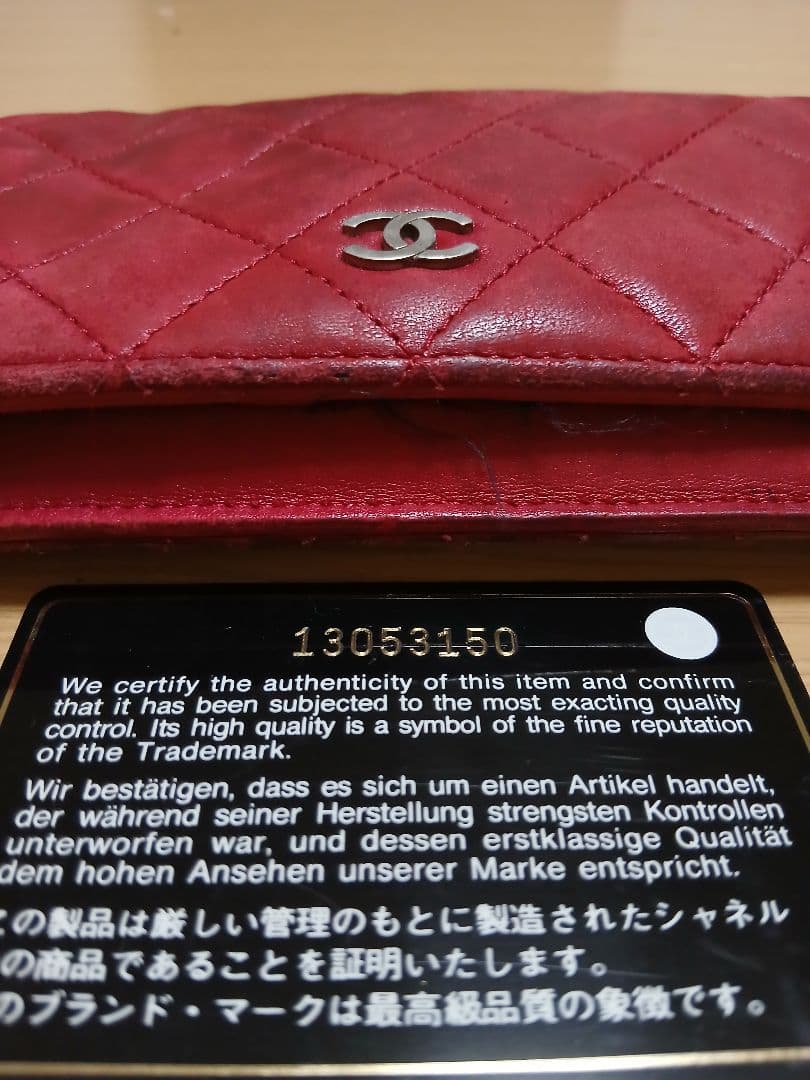 13053150
We certify the authenticity of this item and confirm
that it has been subjected to the most exacting quality
control. Its high quality is a symbol of the fine reputation
of the Trademark.
Wir bestätigen, dass es sich um einen Artikel handelt,
der während seiner Herstellung strengsten Kontrollen
unterworfen war, und dessen erstklassige Qualität
dem hohen Ansehen unserer Marke entspricht.
この製品は厳しい管理のもとに製造されたシャネル
の商品であることを証明いたします。
のブランド・マークは最高級品質の象徴です。